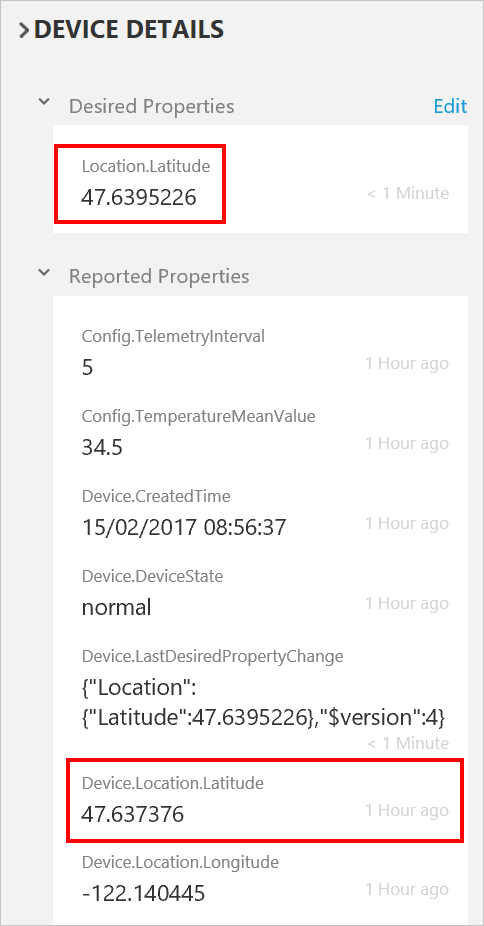 DEVICE DETAILS
Desired Properties Edit
Location.Latitude
47.6395226
< 1 Minute
Reported Properties
Config.TelemetryInterval
5
1 Hour ago
Config.TemperatureMeanValue
34.5
1 Hour ago
Device.CreatedTime
15/02/2017 08:56:37
1 Hour ago
Device.DeviceState
normal
1 Hour ago
Device.LastDesiredPropertyChange
{"Location":
{"Latitude":47.6395226},"$version":4}
< 1 Minute
Device.Location.Latitude
47.637376
1 Hour ago
Device.Location.Longitude
-122.140445
1 Hour ago